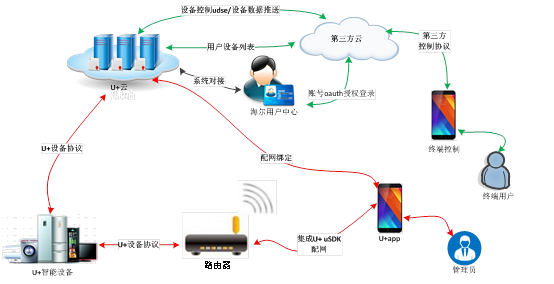 设备控制udse/设备数据推送
用户设备列表
第三方云
第三方
控制协议
系统对接
U+云
海尔用户中心
账号oauth授权登录
终端控制
终端用户
U+设备协议
配网绑定
U+智能设备
U+设备协议
路由器
集成U+ uSDK
配网
U+app
管理员